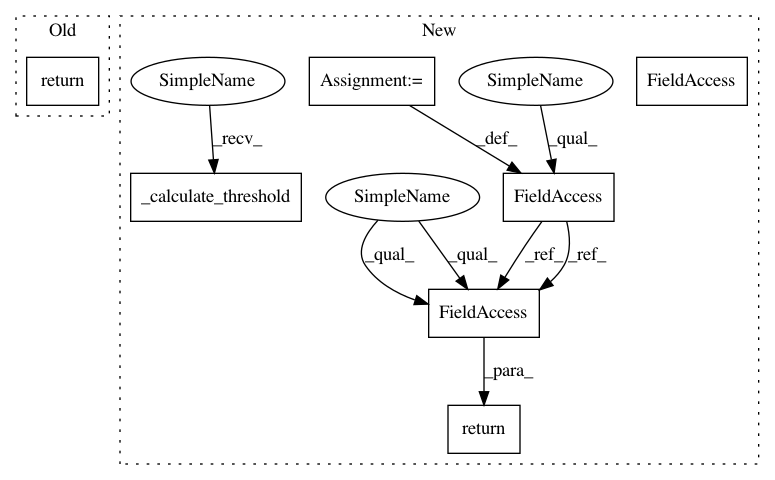 Old
New
return
SimpleName
Assignment:=
SimpleName
FieldAccess
_recv_
_def_
_qual_
_calculate_threshold
SimpleName
FieldAccess
_qual_
_qual_
_ref_
_ref_
FieldAccess
_para_
return